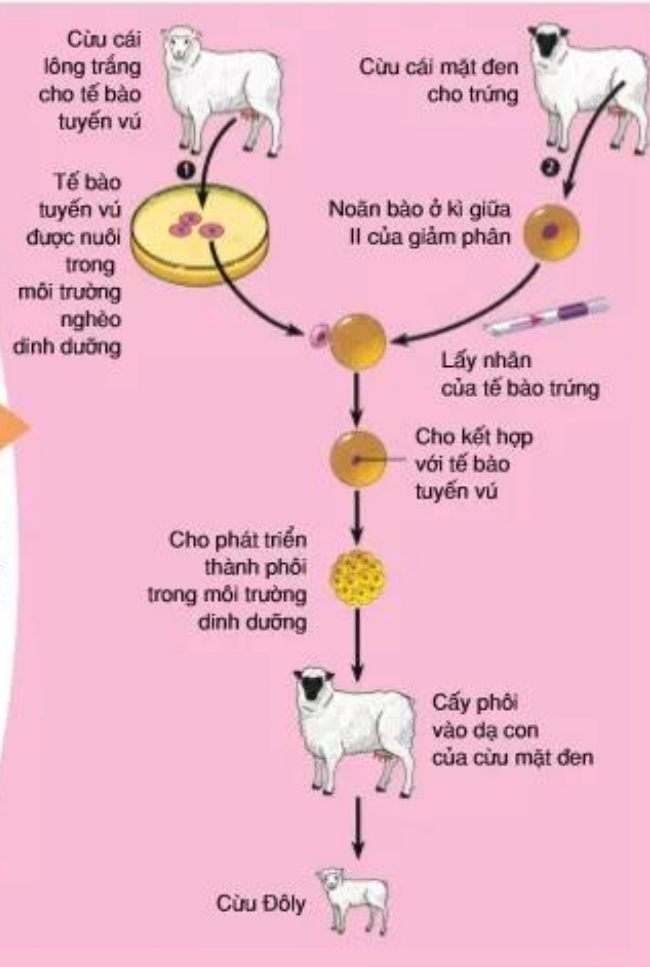 Cừu cái
lông trắng
cho tế bào
tuyến vú
Cừu cái mặt đen
cho trứng
1
2
Tế bào
tuyến vú
được nuôi
trong
môi trường
nghèo
dinh dưỡng
Noãn bào ở kì giữa
II của giảm phân
Lấy nhân
của tế bào trứng
Cho kết hợp
với tế bào
tuyến vú
Cho phát triển
thành phôi
trong môi trường
dinh dưỡng
Cấy phôi
vào dạ con
của cừu mặt đen
Cừu Đôly